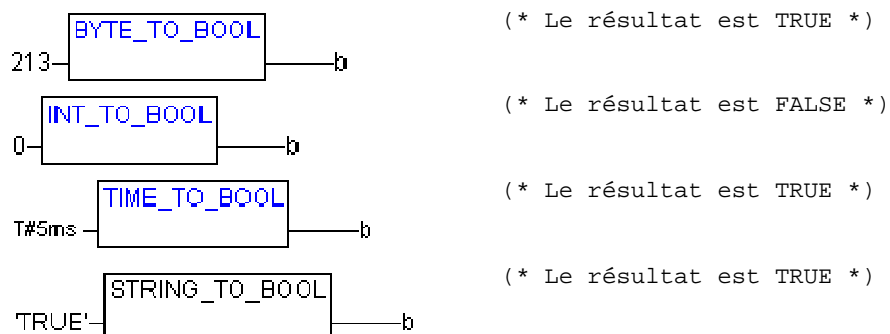 BYTE_TO_BOOL (* Le résultat est TRUE *)
213 b
INT_TO_BOOL (* Le résultat est FALSE *)
0 b
TIME_TO_BOOL (* Le résultat est TRUE *)
T#5ms b
STRING_TO_BOOL (* Le résultat est TRUE *)
'TRUE' b